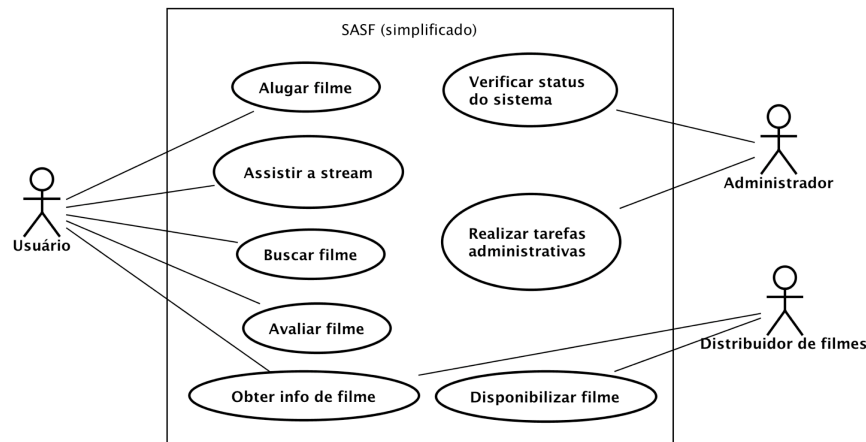 SASF (simplificado)
Alugar filme
Verificar status
do sistema
Assistir a stream
Administrador
Usuário
Buscar filme
Realizar tarefas
administrativas
Avaliar filme
Distribuidor de filmes
Obter info de filme
Disponibilizar filme